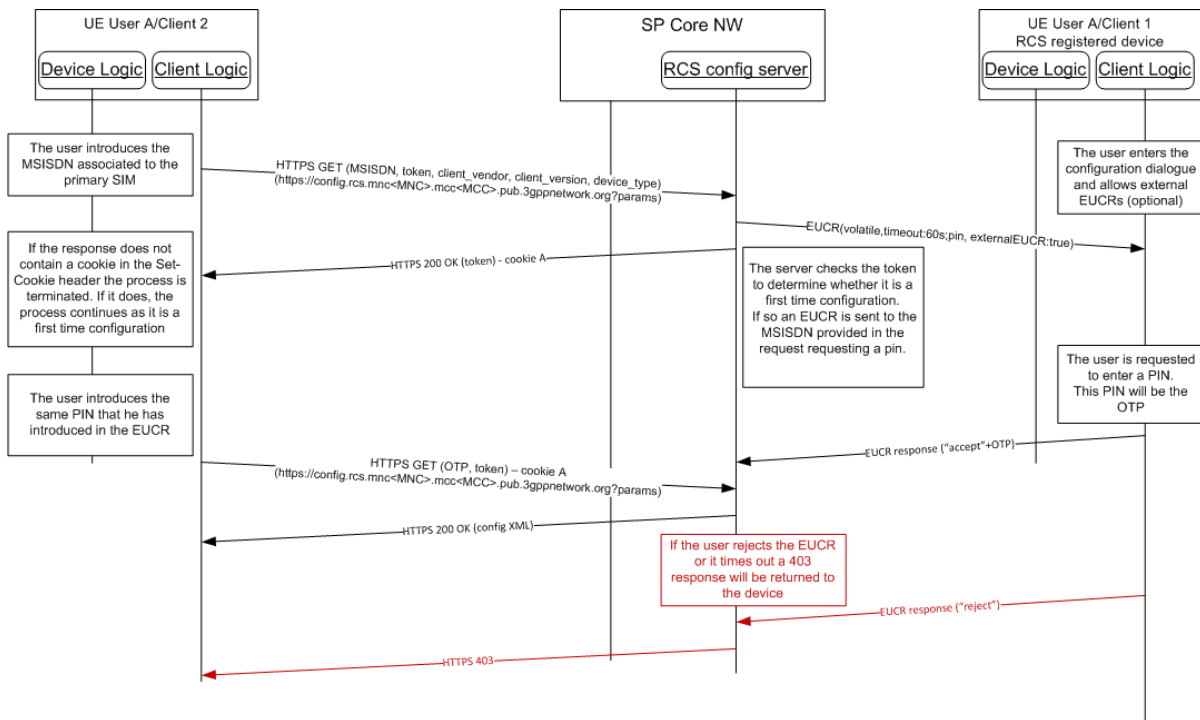 UE User A/Client 2
Device Logic
Client Logic
SP Core NW
RCS config server
UE User A/Client 1
RCS registered device
Device Logic
Client Logic
The user introduces the
MSISDN associated to the
primary SIM
HTTPS GET (MSISDN, token, client_vendor, client_version, device_type)
(https://config.rcs.mnc<MNC>.mcc<MCC>.pub.3gppnetwork.org?params)
The user enters the
configuration dialogue
and allows external
EUCRs (optional)
EUCR(volatile,timeout:60s;pin, externalEUCR:true)
If the response does not
contain a cookie in the Set-
Cookie header the process is
terminated. If it does, the
process continues as it is a
first time configuration
HTTPS 200 OK (token) - cookie A
The server checks the token
to determine whether it is a
first time configuration.
If so an EUCR is sent to the
MSISDN provided in the
request requesting a pin.
The user is requested
to enter a PIN.
This PIN will be the
OTP
The user introduces the
same PIN that he has
introduced in the EUCR
EUCR response ("accept"+OTP)
HTTPS GET (OTP, token) – cookie A
(https://config.rcs.mnc<MNC>.mcc<MCC>.pub.3gppnetwork.org?params)
HTTPS 200 OK (config XML)
If the user rejects the EUCR
or it times out a 403
response will be returned to
the device
EUCR response ("reject")
HTTPS 403